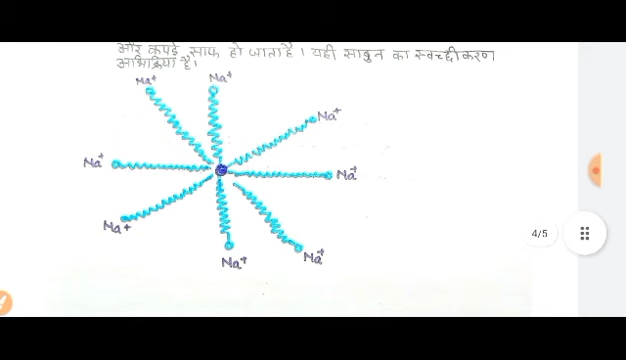 और कपड़े साफ हो जाता है। यही साबुन का स्वच्द्दीकरण
अभिक्रिया है।
Na+ Na+
Na+
Na+ Na+
Na+
Na+ Na+
4/5